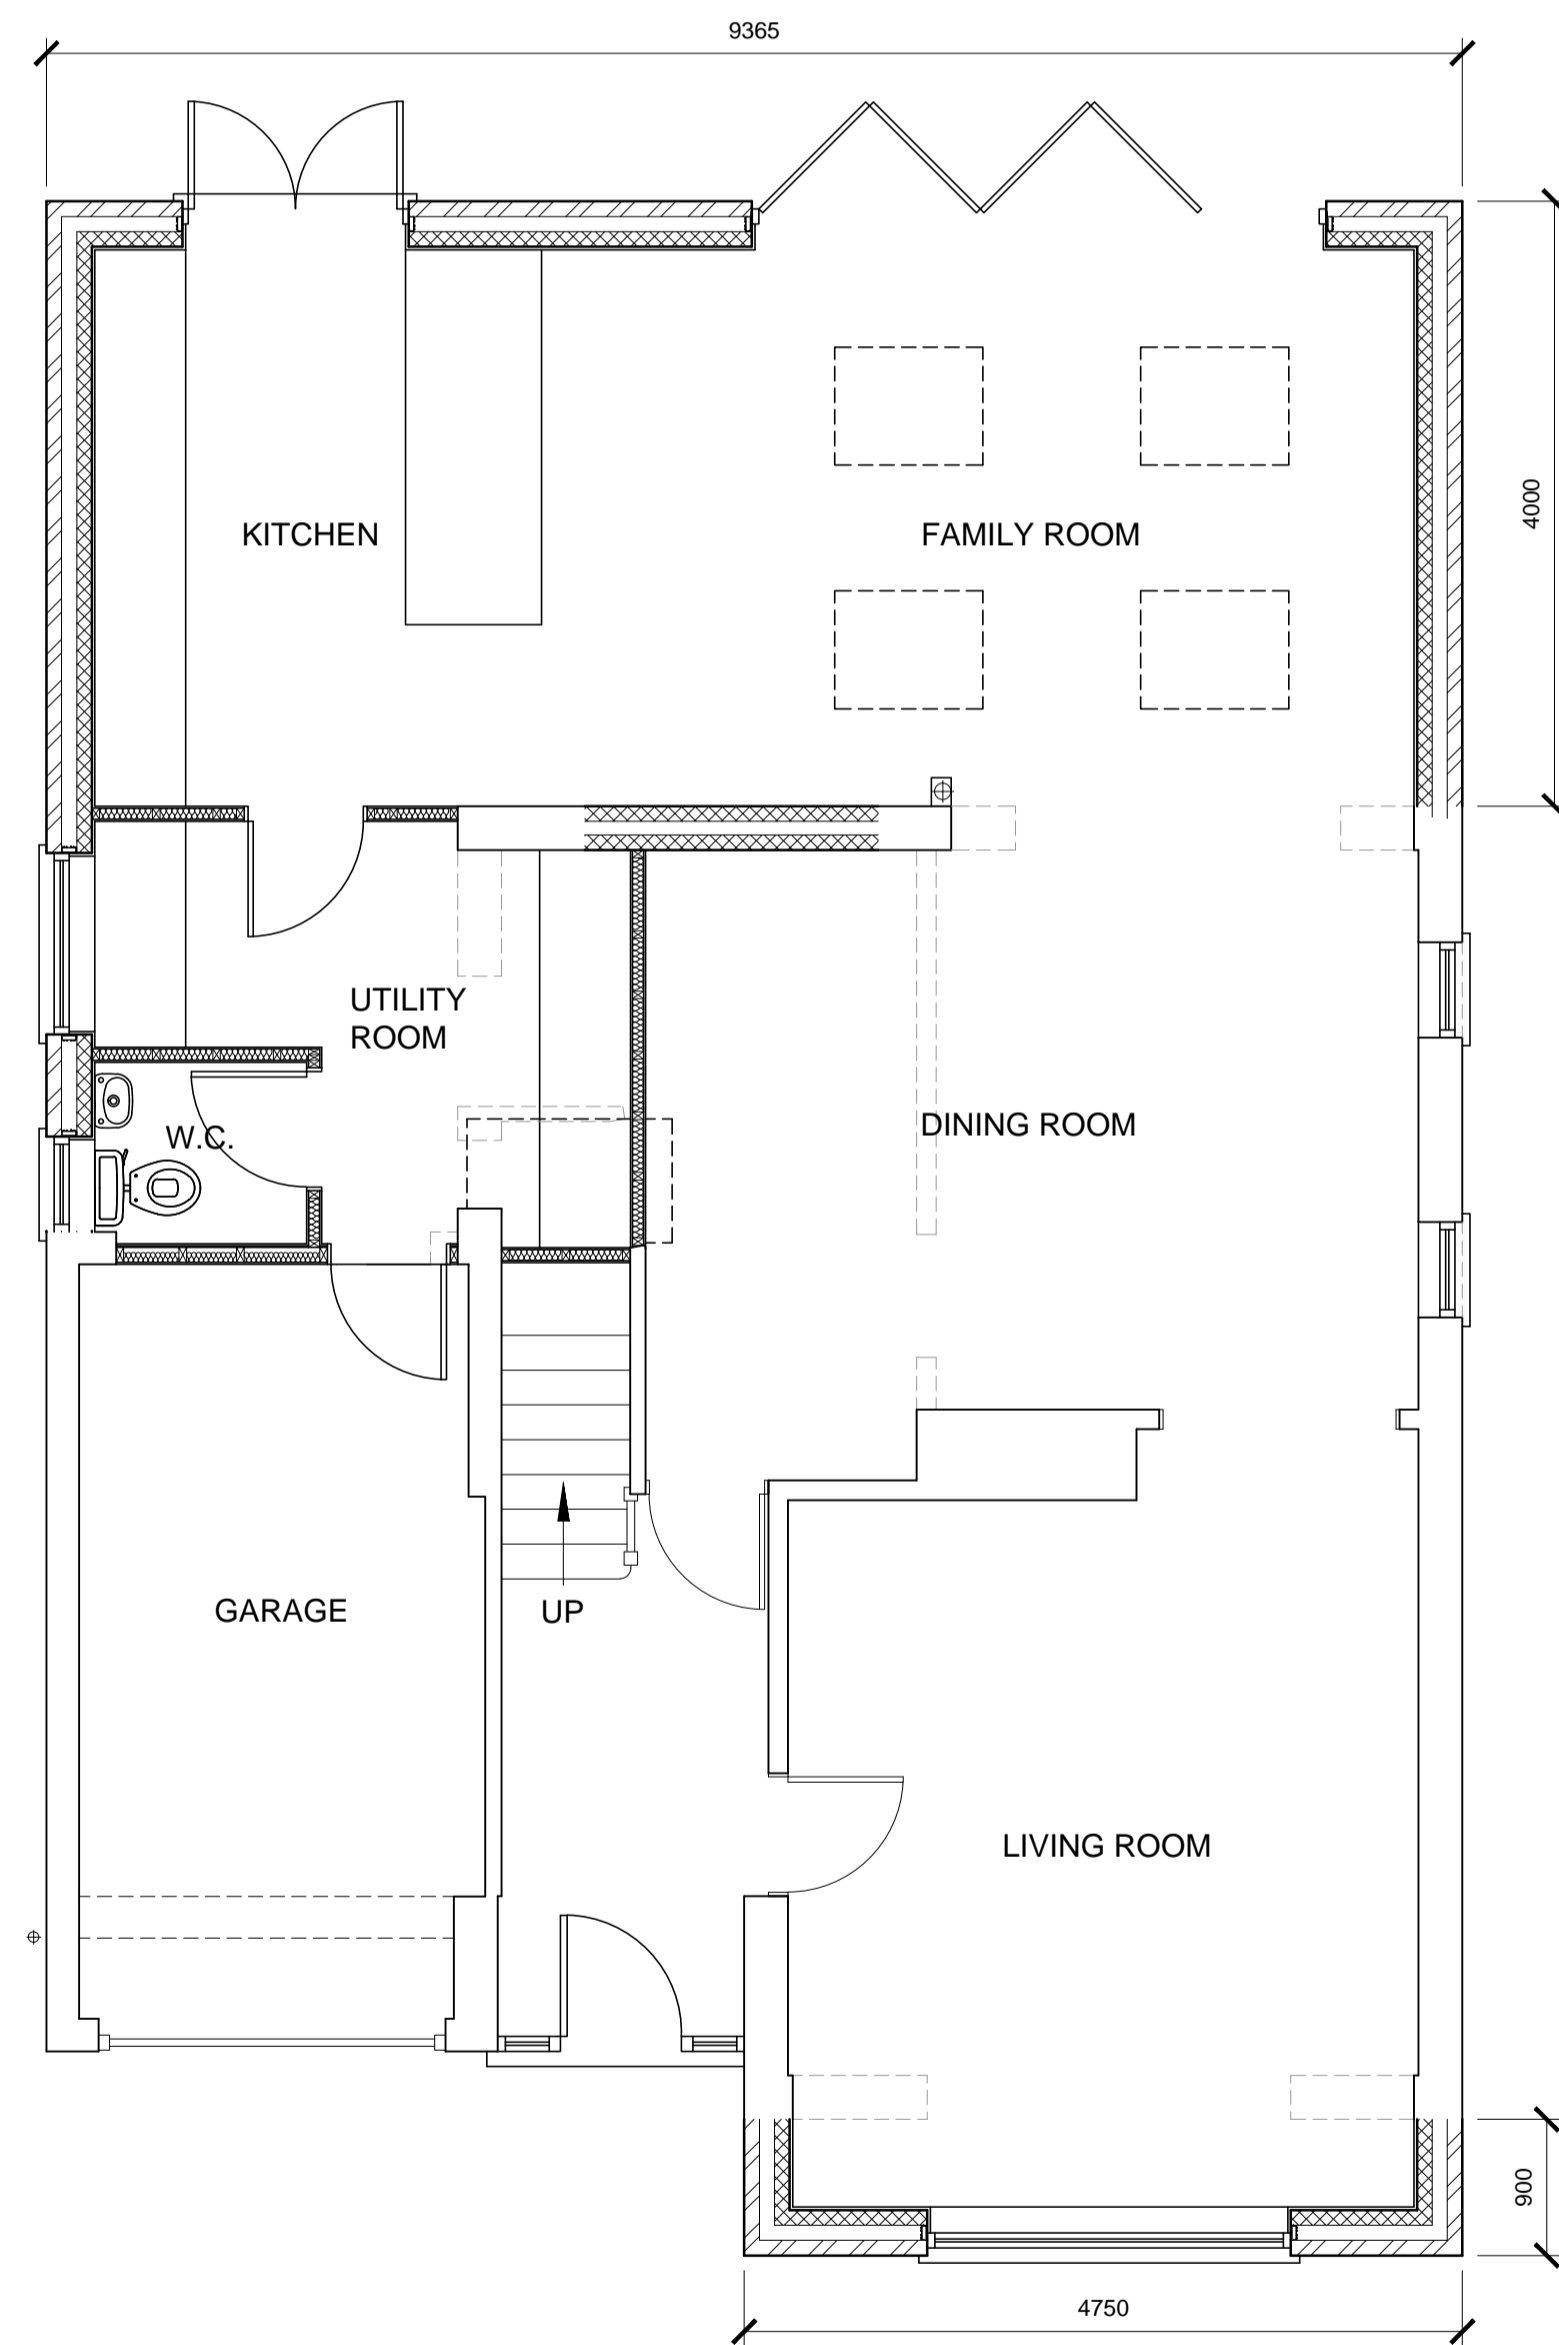 9365
KITCHEN
FAMILY ROOM
4000
UTILITY
ROOM
W.C.
DINING ROOM
GARAGE
UP
LIVING ROOM
900
4750